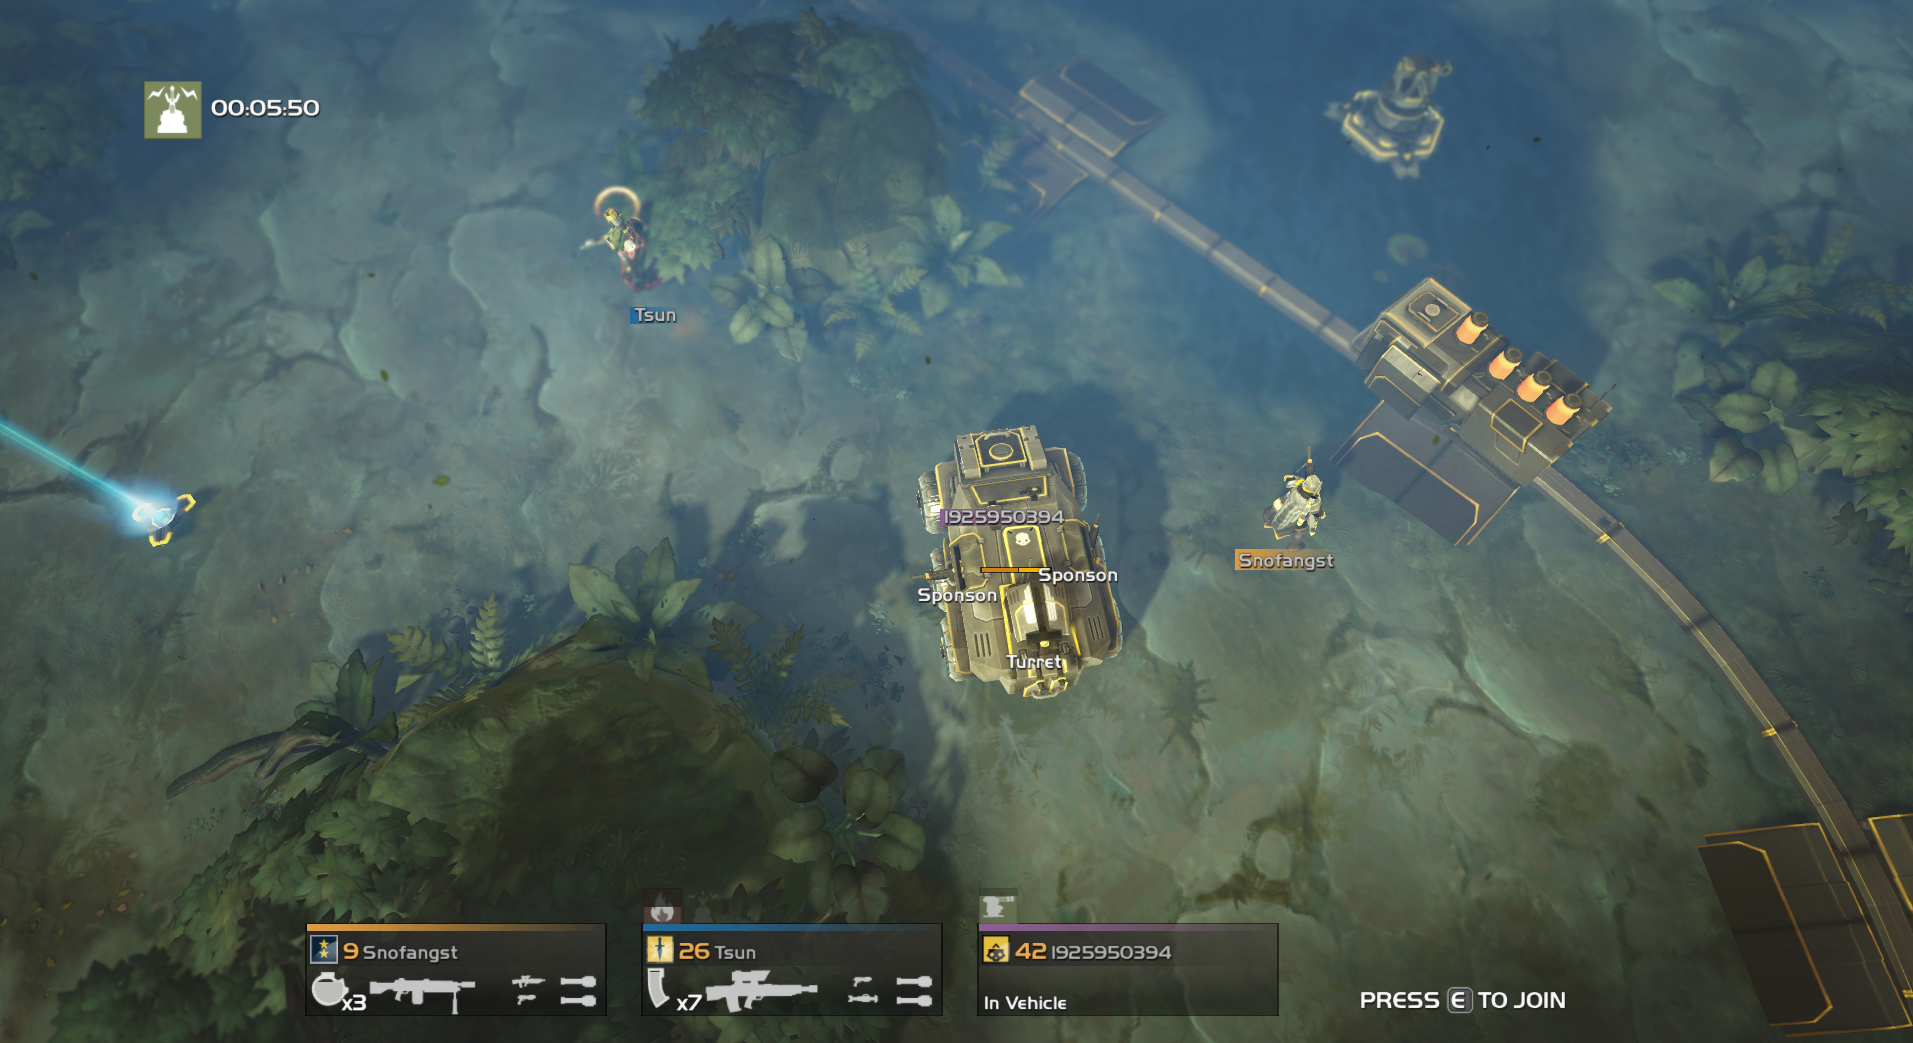 00:05:50
Tsun
1925950394
Snofangst
Sponson
Sponson
Turret
9 Snofangst
x3
26 Tsun
x7
42 1925950394
In Vehicle
PRESS E TO JOIN